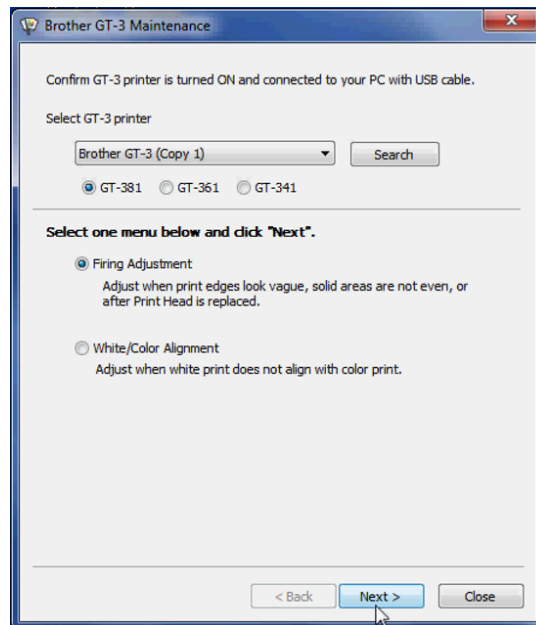 Brother GT-3 Maintenance
Confirm GT-3 printer is turned ON and connected to your PC with USB cable.
Select GT-3 printer
Brother GT-3 (Copy 1) Search
GT-381 GT-361 GT-341
Select one menu below and click "Next".
Firing Adjustment
Adjust when print edges look vague, solid areas are not even, or
after Print Head is replaced.
White/Color Alignment
Adjust when white print does not align with color print.
< Back Next > Close